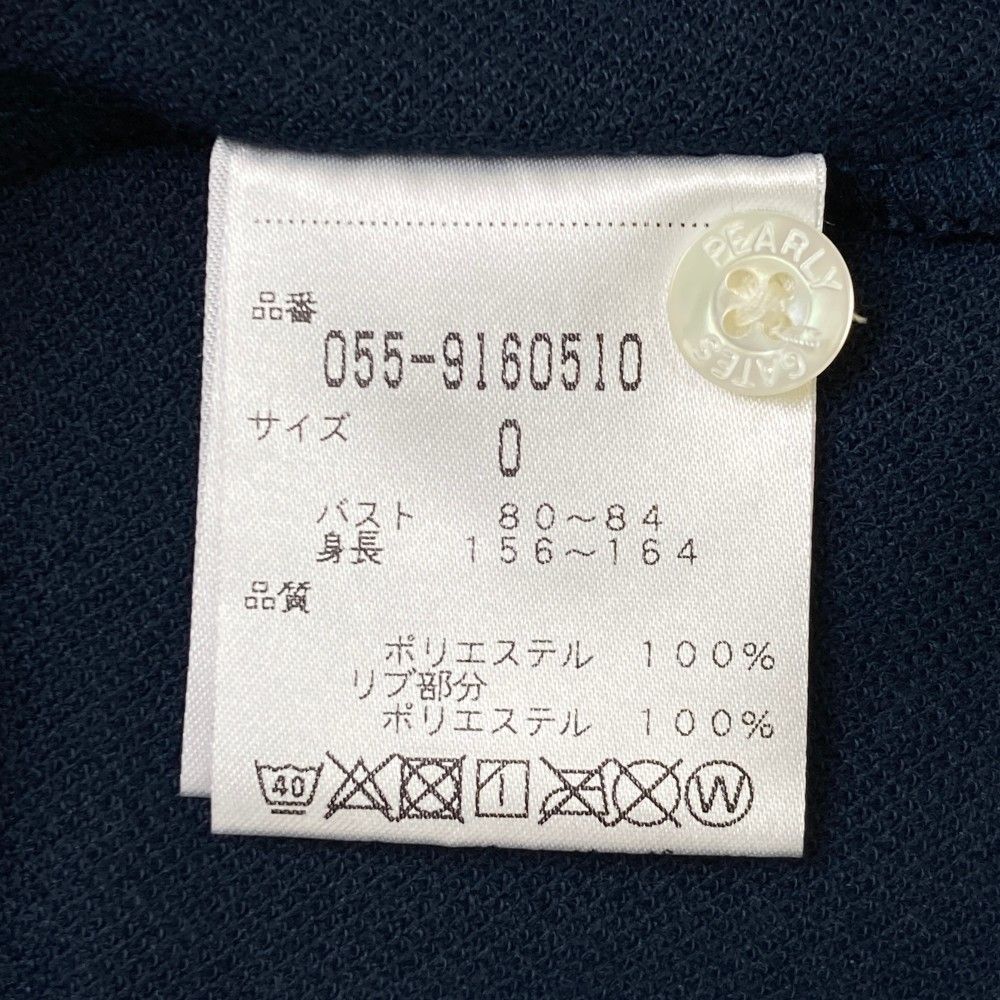 PEARLY
GATES
品番
055-9160510
サイズ 0
バスト 80～84
身長 156～164
品質
ポリエステル 100%
リブ部分
ポリエステル 100%
40
W